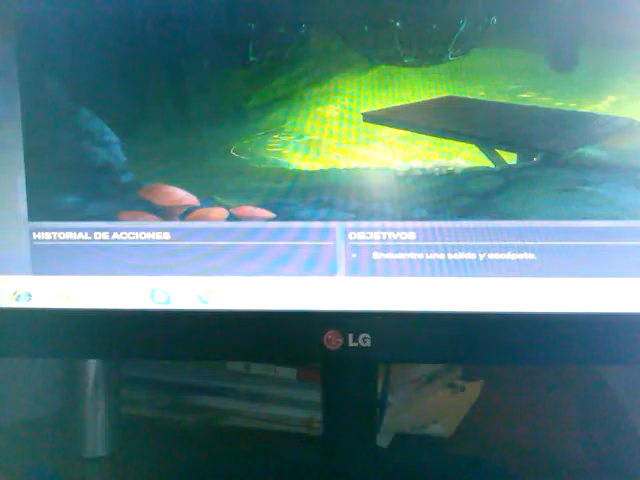 HISTORIAL DE ACCIONES
OBJETIVOS
Encuentra una salida y escápate.
LG